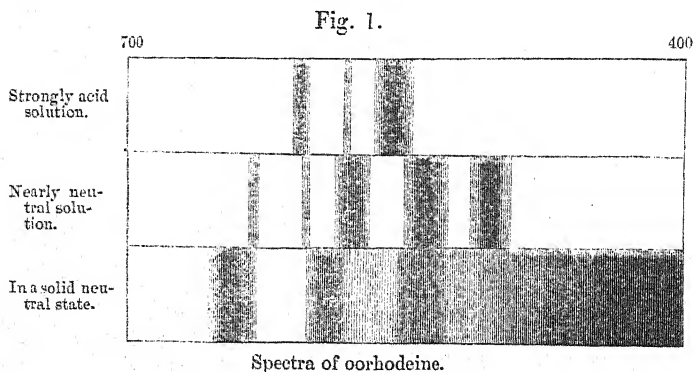 Fig. 1.
700
400
Strongly acid
solution.
Nearly neu-
tral solu-
tion.
In a solid neu-
tral state.
Spectra of oorhodeine.